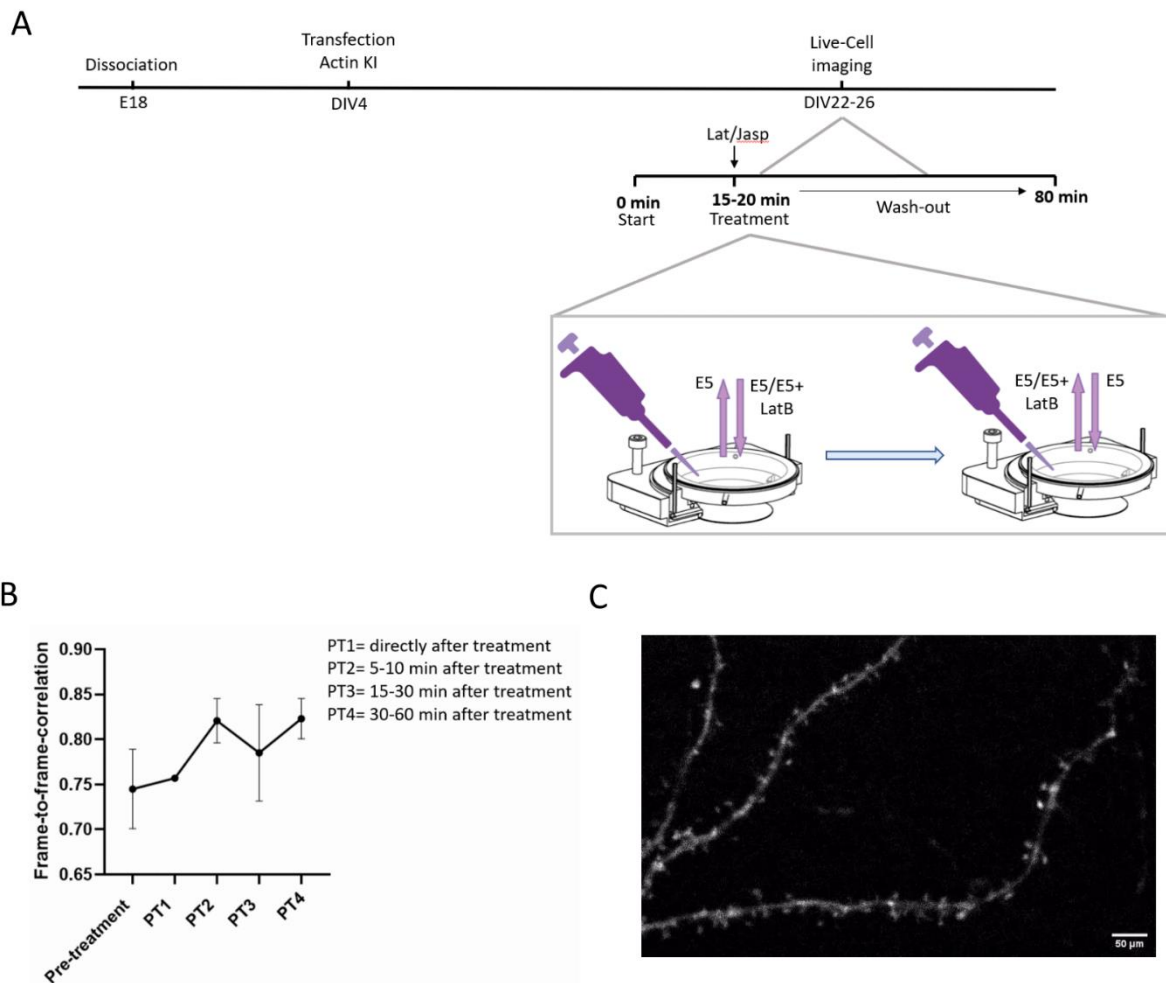 A
Dissociation
Transfection
Actin KI
Live-Cell
imaging
E18
DIV4
DIV22-26
Lat/Jasp
0 min
Start
15-20 min
Treatment
Wash-out
80 min
E5
E5/E5+
LatB
E5/E5+
LatB
E5
B
Frame-to-frame-correlation
0.90
0.85
0.80
0.75
0.70
0.65
Pre-treatment
PT1
PT2
PT3
PT4
PT1= directly after treatment
PT2= 5-10 min after treatment
PT3= 15-30 min after treatment
PT4= 30-60 min after treatment
C
50 µm